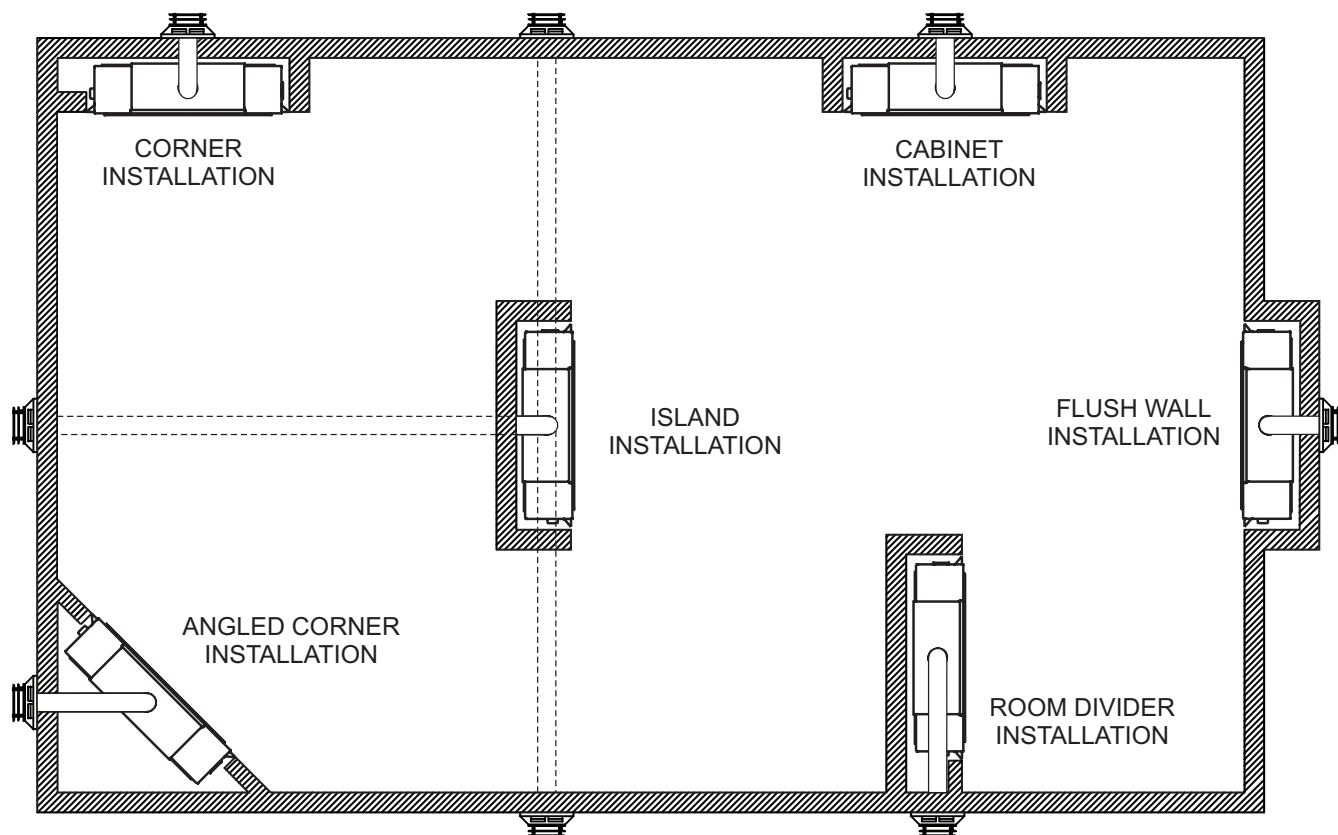 CORNER
INSTALLATION
CABINET
INSTALLATION
ISLAND
INSTALLATION
FLUSH WALL
INSTALLATION
ANGLED CORNER
INSTALLATION
ROOM DIVIDER
INSTALLATION